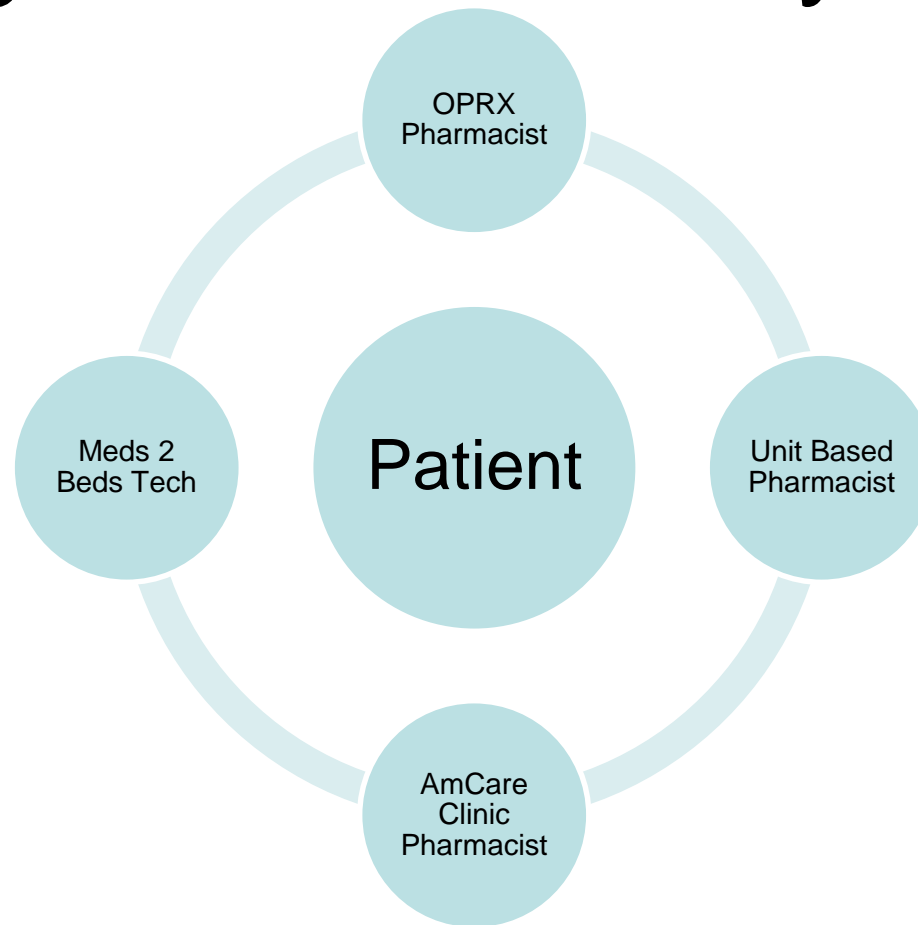 OPRX
Pharmacist
Meds 2
Beds Tech
Patient
Unit Based
Pharmacist
AmCare
Clinic
Pharmacist